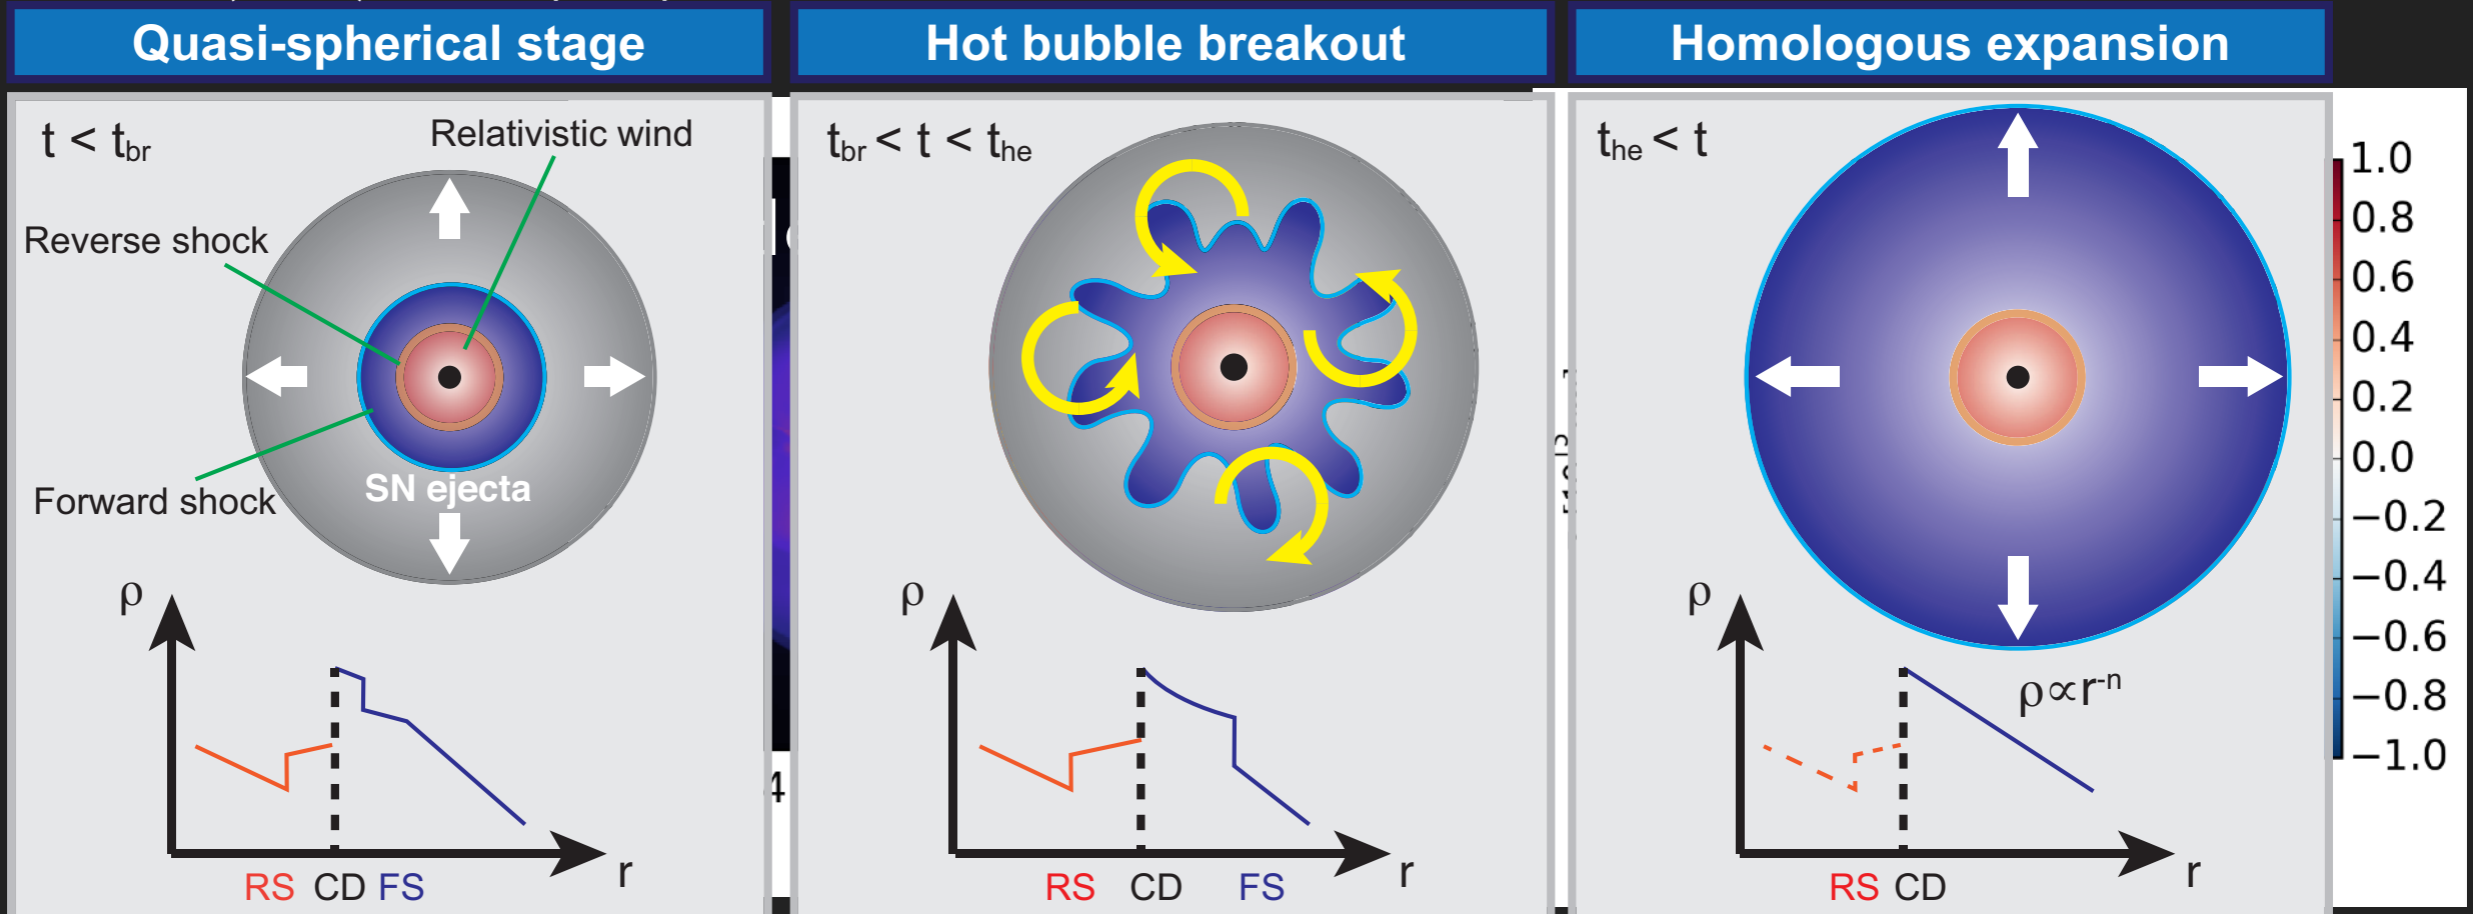 Quasi-spherical stage
t < tbr
Relativistic wind
Reverse shock
Forward shock
SN ejecta
ρ
r
RS CD FS
4
Hot bubble breakout
tbr < t < the
ρ
r
RS CD FS
Homologous expansion
the < t
ρ
ρ∝r-n
r
RS CD
1.0
0.8
0.6
0.4
0.2
0.0
−0.2
−0.4
−0.6
−0.8
−1.0